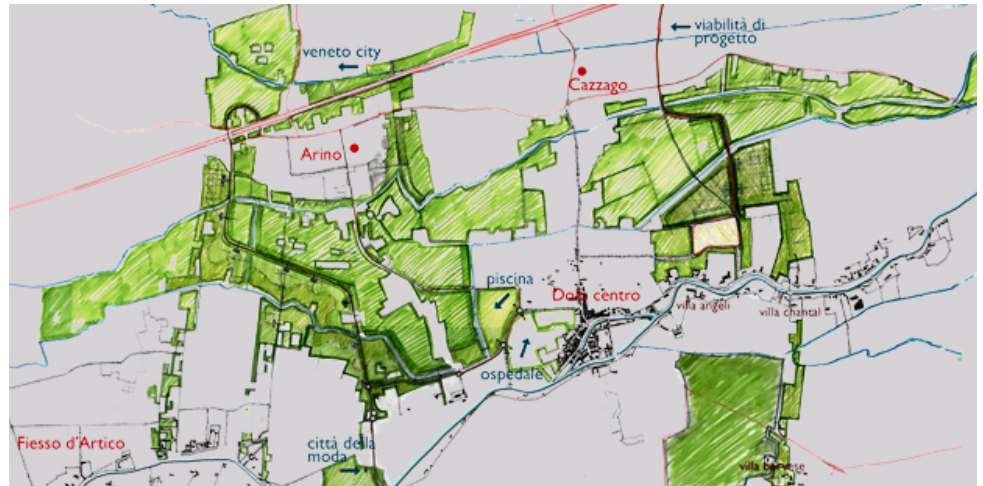 veneto city
viabilità di
progetto
Cazzago
Arino
piscina
Dolo centro
villa angeli
villa chantal
ospedale
Fiesso d'Artico
città della
moda
villa